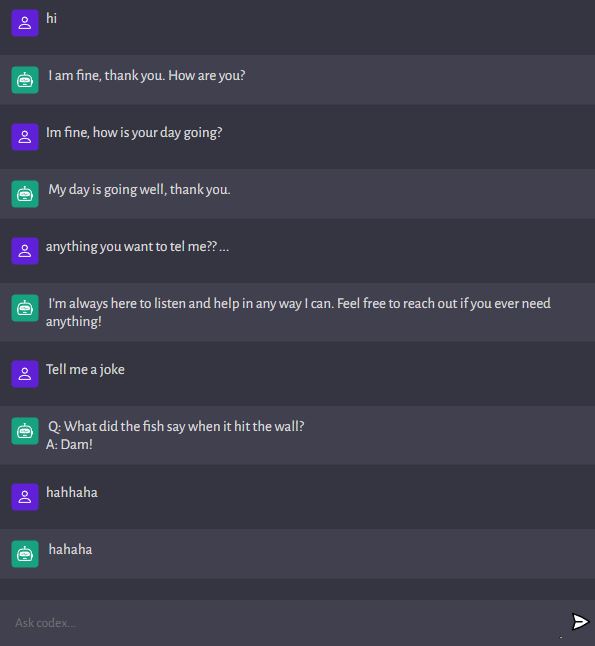 hi
I am fine, thank you. How are you?
Im fine, how is your day going?
My day is going well, thank you.
anything you want to tel me?? ...
I'm always here to listen and help in any way I can. Feel free to reach out if you ever need
anything!
Tell me a joke
Q: What did the fish say when it hit the wall?
A: Dam!
hahhaha
hahaha
Ask codex...